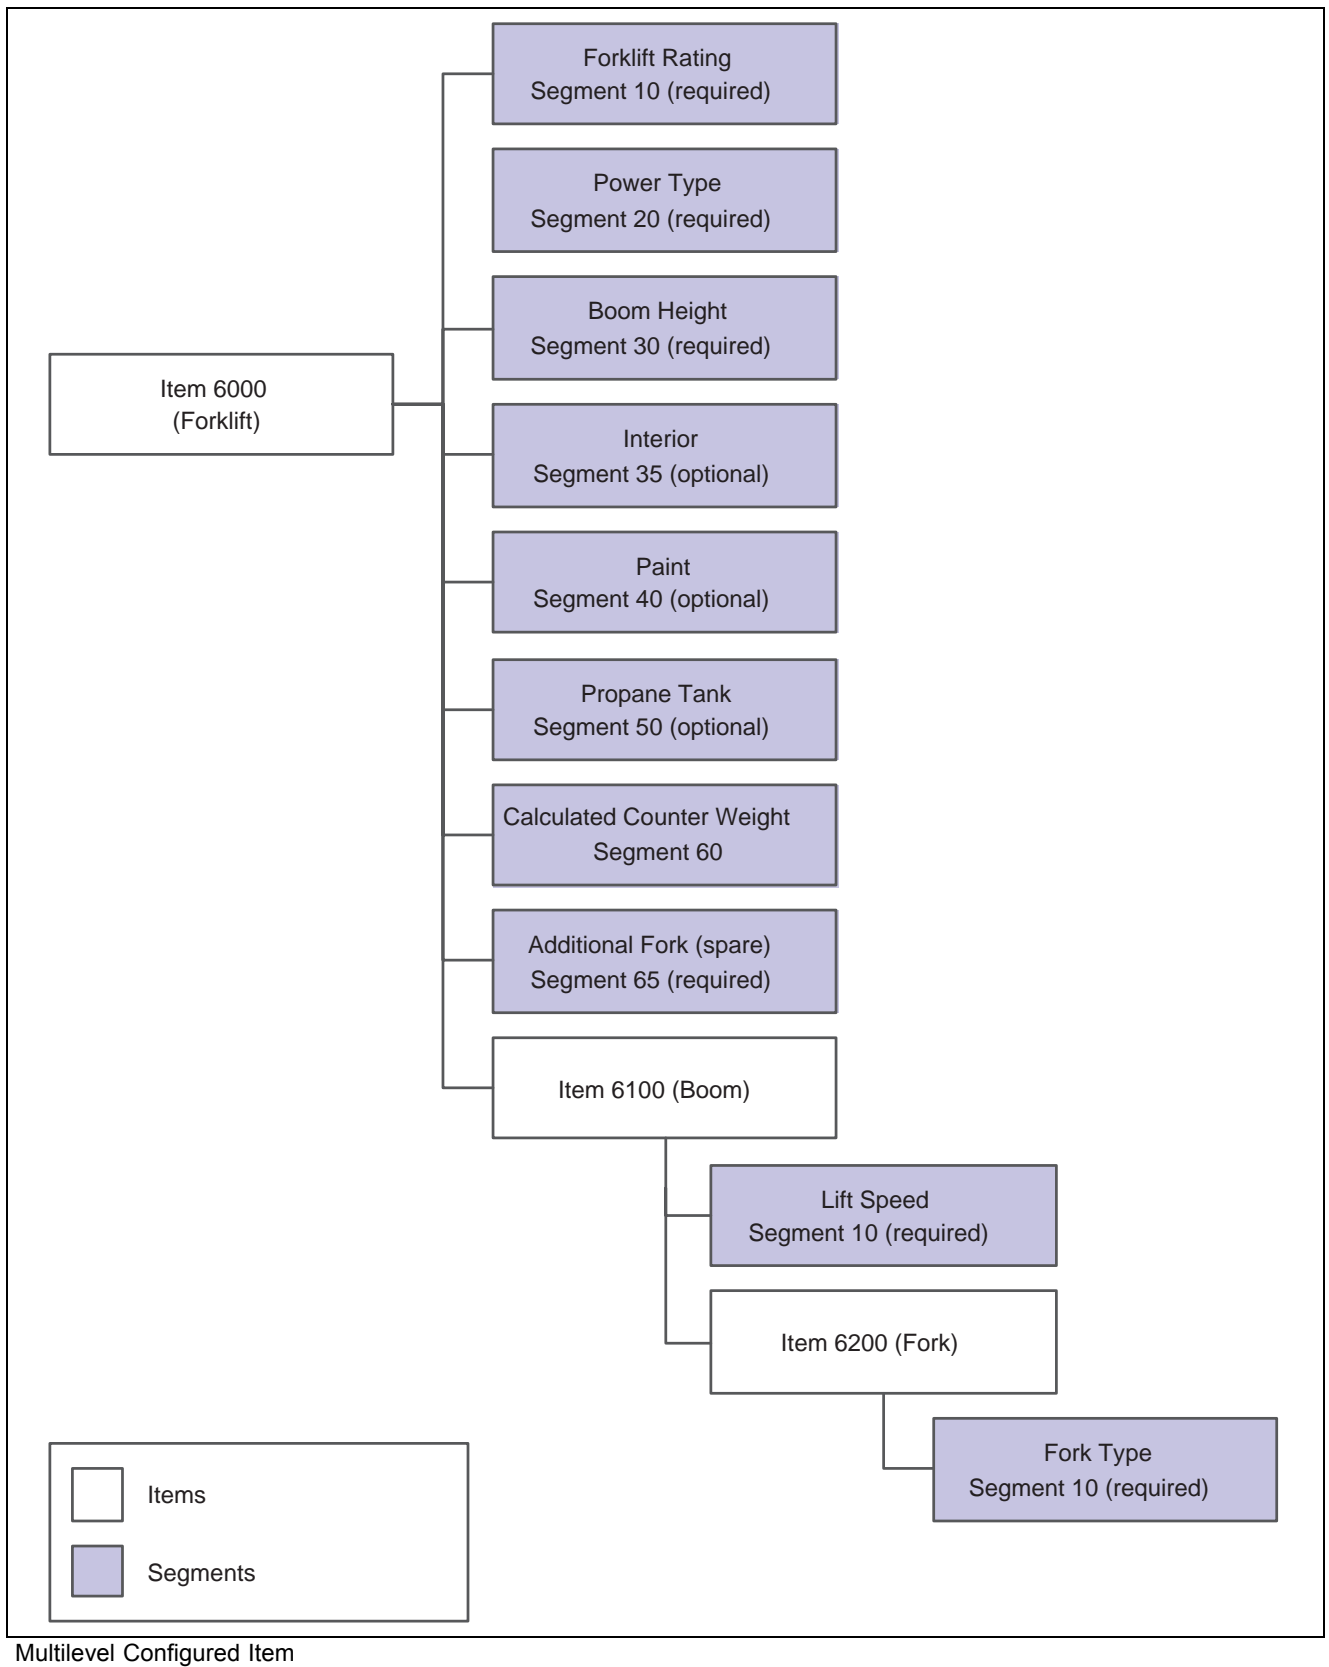 Forklift Rating
Segment 10 (required)
Power Type
Segment 20 (required)
Boom Height
Segment 30 (required)
Item 6000
(Forklift)
Interior
Segment 35 (optional)
Paint
Segment 40 (optional)
Propane Tank
Segment 50 (optional)
Calculated Counter Weight
Segment 60
Additional Fork (spare)
Segment 65 (required)
Item 6100 (Boom)
Lift Speed
Segment 10 (required)
Item 6200 (Fork)
Fork Type
Segment 10 (required)
Items
Segments
Multilevel Configured Item